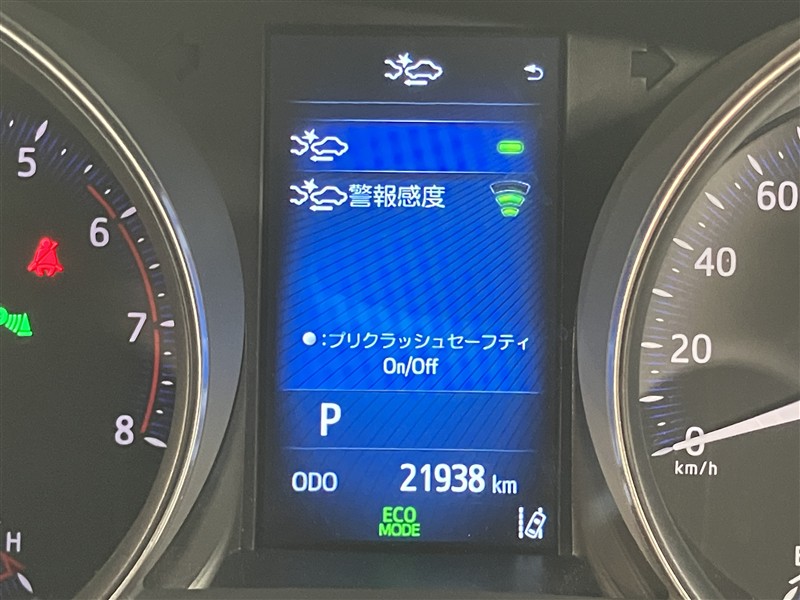 警報感度
:プリクラッシュセーフティ
On/Off
P
ODO 21938 km
ECO
MODE
5
6
7
8
H
60
40
20
0
km/h
E